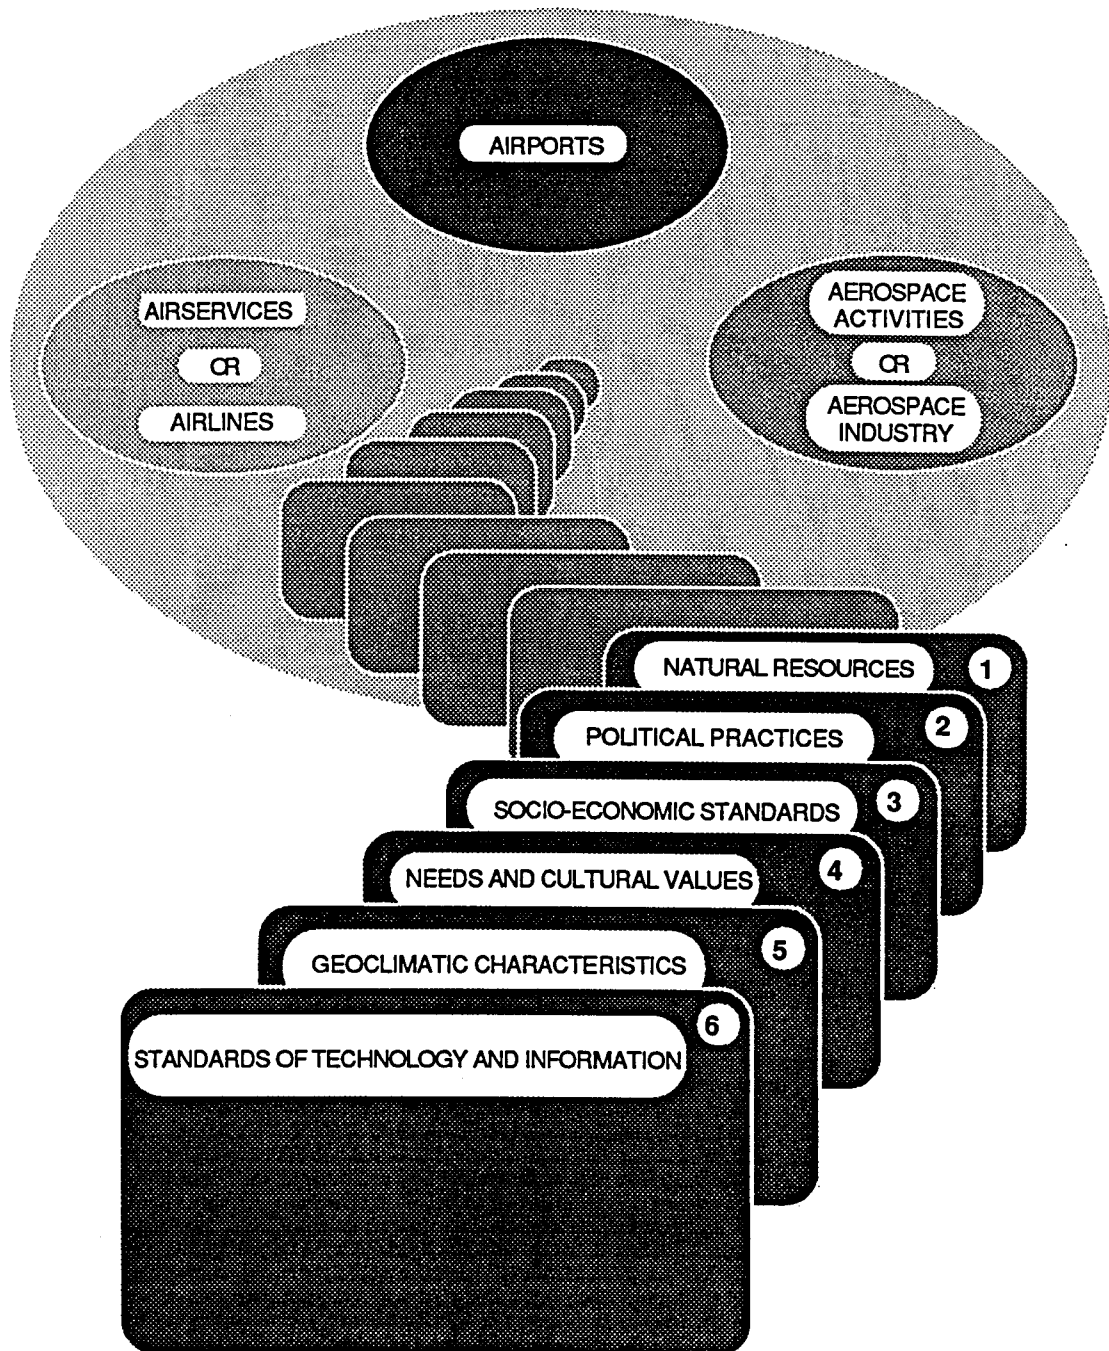 AIRPORTS
AIRSERVICES
OR
AIRLINES
AEROSPACE
ACTIVITIES
OR
AEROSPACE
INDUSTRY
NATURAL RESOURCES
1
POLITICAL PRACTICES
2
SOCIO-ECONOMIC STANDARDS
3
NEEDS AND CULTURAL VALUES
4
GEOCLIMATIC CHARACTERISTICS
5
STANDARDS OF TECHNOLOGY AND INFORMATION
6